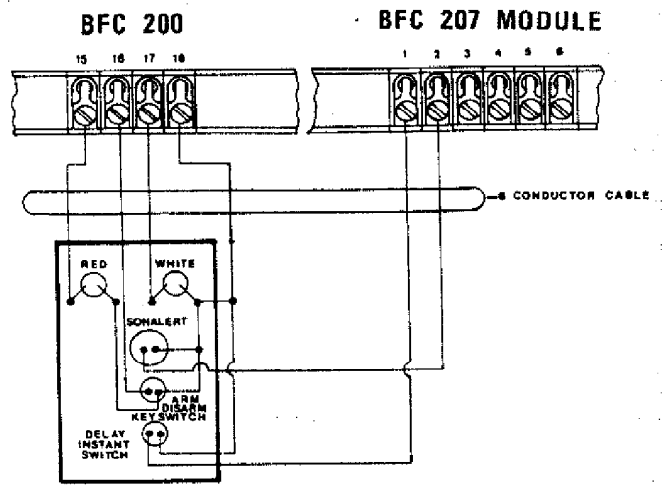 BFC 200
BFC 207 MODULE
15 16 17 18
1 2 3 4 5 6
6 CONDUCTOR CABLE
RED
WHITE
SONALERT
ARM
DISARM
KEYSWITCH
DELAY
INSTANT
SWITCH